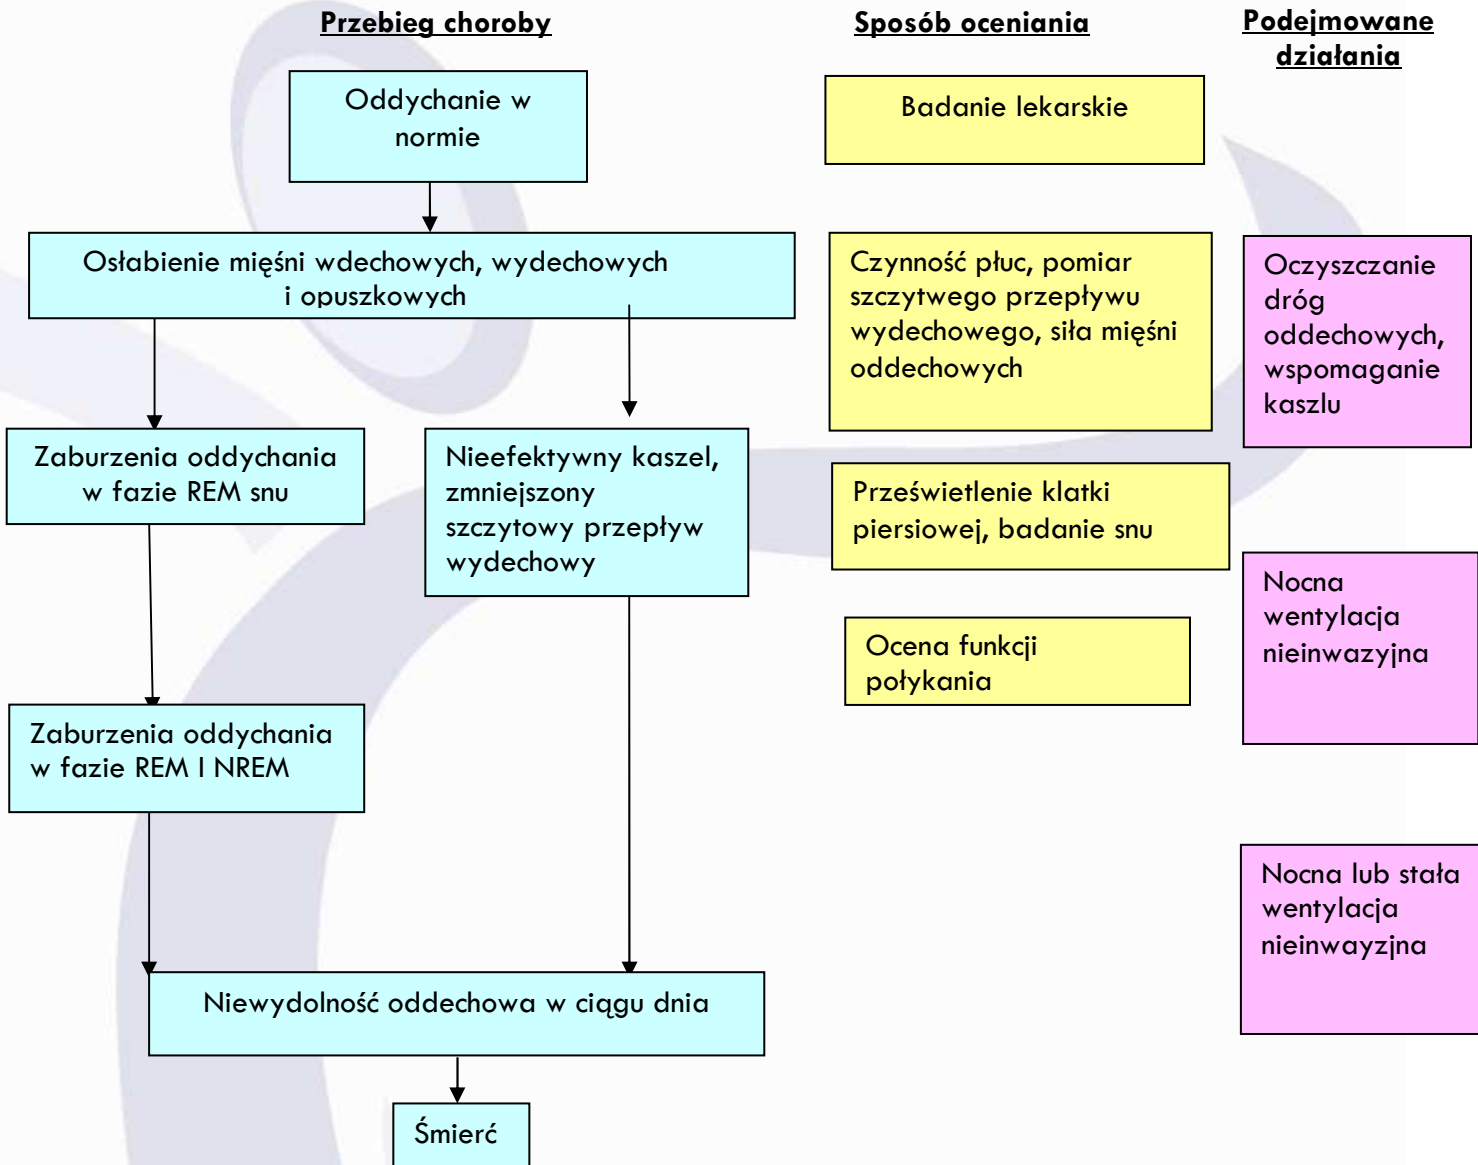 Przebieg choroby
Sposób oceniania
Podejmowane
działania
Oddychanie w
normie
Badanie lekarskie
Osłabienie mięśni wdechowych, wydechowych
i opuszkowych
Czynność płuc, pomiar
szczytwego przepływu
wydechowego, siła mięśni
oddechowych
Oczyszczanie
dróg
oddechowych,
wspomaganie
kaszlu
Zaburzenia oddychania
w fazie REM snu
Nieefektywny kaszel,
zmniejszony
szczytowy przepływ
wydechowy
Prześwietlenie klatki
piersiowej, badanie snu
Nocna
wentylacja
nieinwazyjna
Ocena funkcji
połykania
Zaburzenia oddychania
w fazie REM I NREM
Nocna lub stała
wentylacja
nieinwayzjna
Niewydolność oddechowa w ciągu dnia
Śmierć